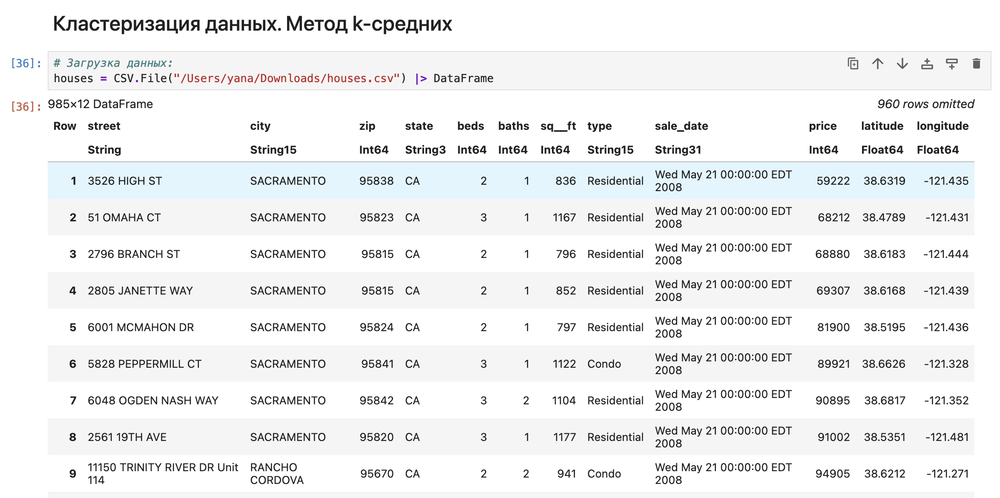 Кластеризация данных. Метод k-средних
[36]: # Загрузка данных:
houses = CSV.File("/Users/yana/Downloads/houses.csv") |> DataFrame
[36]: 985×12 DataFrame 960 rows omitted
Row street city zip state beds baths sq__ft type sale_date price latitude longitude
String String15 Int64 String3 Int64 Int64 Int64 String15 String31 Int64 Float64 Float64
1 3526 HIGH ST SACRAMENTO 95838 CA 2 1 836 Residential Wed May 21 00:00:00 EDT 2008 59222 38.6319 -121.435
2 51 OMAHA CT SACRAMENTO 95823 CA 3 1 1167 Residential Wed May 21 00:00:00 EDT 2008 68212 38.4789 -121.431
3 2796 BRANCH ST SACRAMENTO 95815 CA 2 1 796 Residential Wed May 21 00:00:00 EDT 2008 68880 38.6183 -121.444
4 2805 JANETTE WAY SACRAMENTO 95815 CA 2 1 852 Residential Wed May 21 00:00:00 EDT 2008 69307 38.6168 -121.439
5 6001 MCMAHON DR SACRAMENTO 95824 CA 2 1 797 Residential Wed May 21 00:00:00 EDT 2008 81900 38.5195 -121.436
6 5828 PEPPERMILL CT SACRAMENTO 95841 CA 3 1 1122 Condo Wed May 21 00:00:00 EDT 2008 89921 38.6626 -121.328
7 6048 OGDEN NASH WAY SACRAMENTO 95842 CA 3 2 1104 Residential Wed May 21 00:00:00 EDT 2008 90895 38.6817 -121.352
8 2561 19TH AVE SACRAMENTO 95820 CA 3 1 1177 Residential Wed May 21 00:00:00 EDT 2008 91002 38.5351 -121.481
9 11150 TRINITY RIVER DR Unit 114 RANCHO CORDOVA 95670 CA 2 2 941 Condo Wed May 21 00:00:00 EDT 2008 94905 38.6212 -121.271